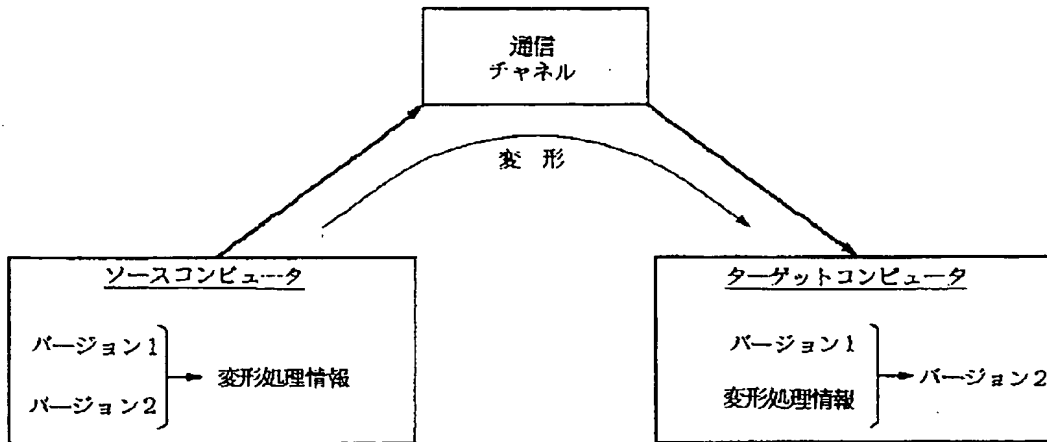 通信
チャネル
変 形
ソースコンピュータ
バージョン1
変形処理情報
バージョン2
ターゲットコンピュータ
バージョン1
バージョン2
変形処理情報